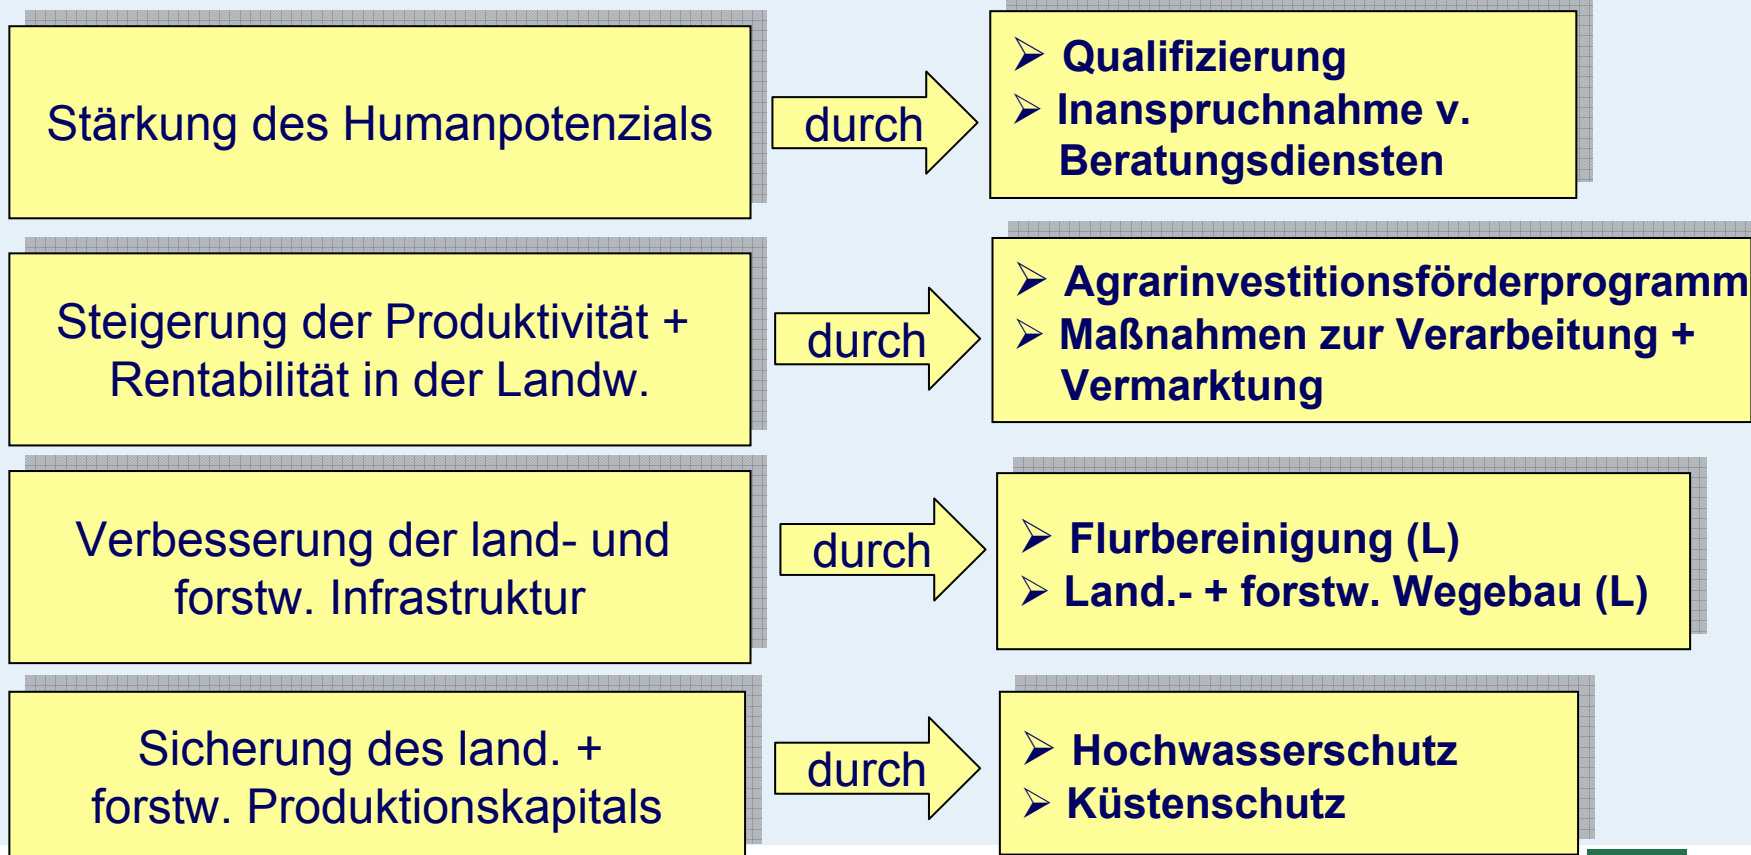 Stärkung des Humanpotenzials
durch
➢ Qualifizierung
➢ Inanspruchnahme v.
Beratungsdiensten
Steigerung der Produktivität +
Rentabilität in der Landw.
durch
➢ Agrarinvestitionsförderprogramm
➢ Maßnahmen zur Verarbeitung +
Vermarktung
Verbesserung der land- und
forstw. Infrastruktur
durch
➢ Flurbereinigung (L)
➢ Land.- + forstw. Wegebau (L)
Sicherung des land. +
forstw. Produktionskapitals
durch
➢ Hochwasserschutz
➢ Küstenschutz